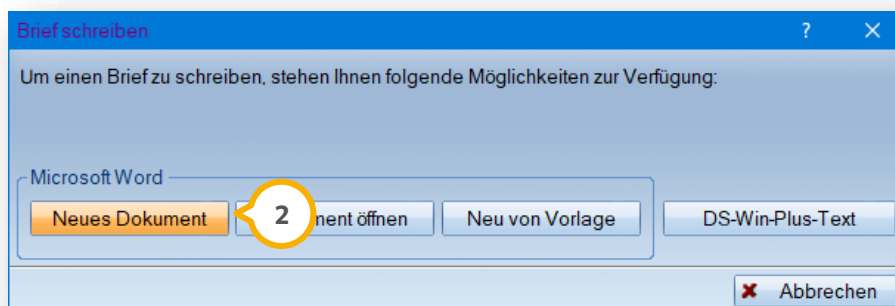 Brief schreiben ?
Um einen Brief zu schreiben, stehen Ihnen folgende Möglichkeiten zur Verfügung:
Microsoft Word
Neues Dokument 2 ment öffnen Neu von Vorlage DS-Win-Plus-Text
Abbrechen